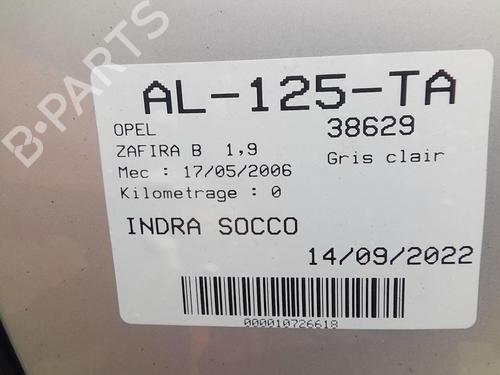 AL-125-TA
OPEL 38629
ZAFIRA B 1,9 Gris clair
Mec : 17/05/2006
Kilometrage : 0
INDRA SOCCO
14/09/2022
000010726618
B-PARTS